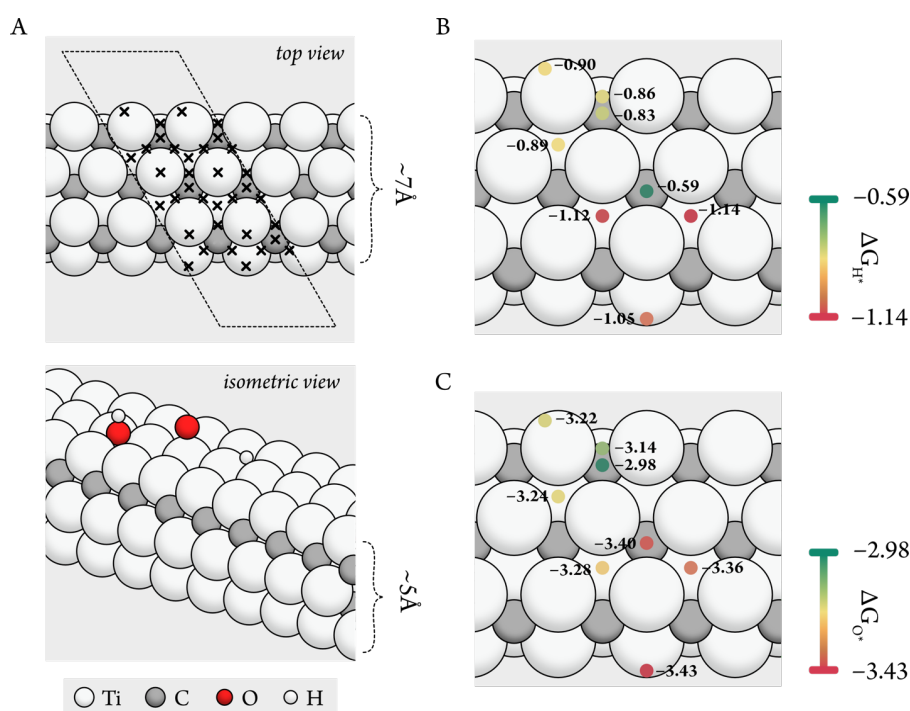 A
top view
~7Å
isometric view
~5Å
Ti C O H
B
−0.90
−0.86
−0.83
−0.89
−0.59
−1.12
−1.14
−1.05
−0.59
ΔG_H*
−1.14
C
−3.22
−3.14
−2.98
−3.24
−3.40
−3.28
−3.36
−3.43
−2.98
ΔG_O*
−3.43